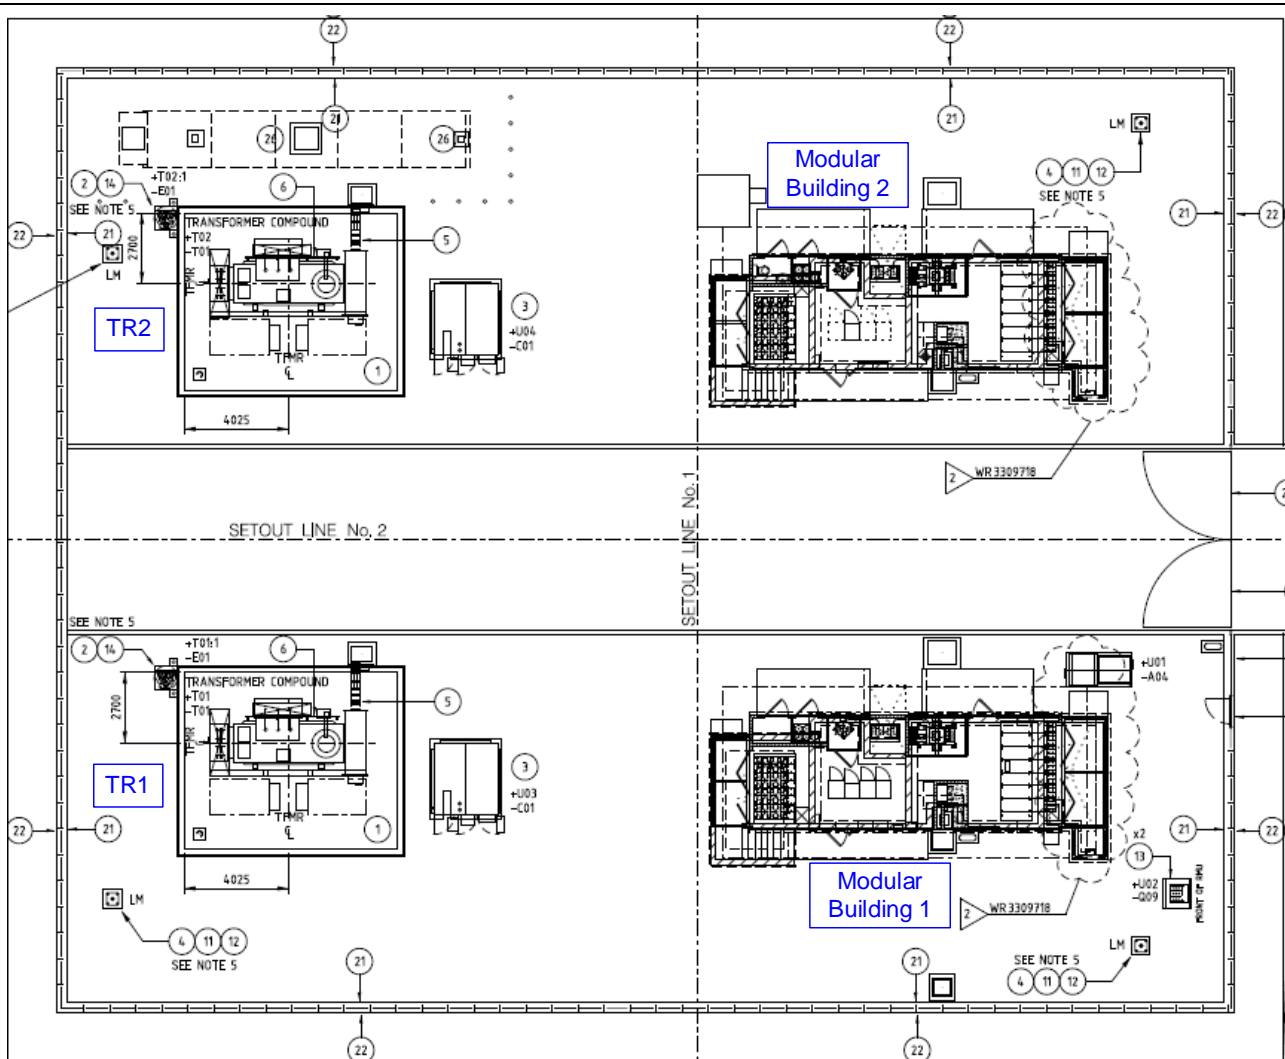 22
22
21
21
26
26
LM
Modular
Building 2
4 11 12
SEE NOTE 5
2 14
+T02:1
-E01
6
SEE NOTE 5
21
22
22
21
TRANSFORMER COMPOUND
+T02
-T01
5
2700
LM
TFMR
3
+U04
-C01
TR2
TFMR
℄
1
4025
2 WR3309718
SETOUT LINE No. 1
SETOUT LINE No. 2
SEE NOTE 5
2 14
+T01:1
-E01
6
+U01
-A04
TRANSFORMER COMPOUND
+T01
-T01
5
2700
TFMR
3
+U03
-C01
TR1
TFMR
℄
1
22
21
21
22
x2
13
4025
Modular
Building 1
+U02
-Q09
FRONT OF RMU
2 WR3309718
LM
4 11 12
SEE NOTE 5
LM
SEE NOTE 5
4 11 12
21
21
22
22